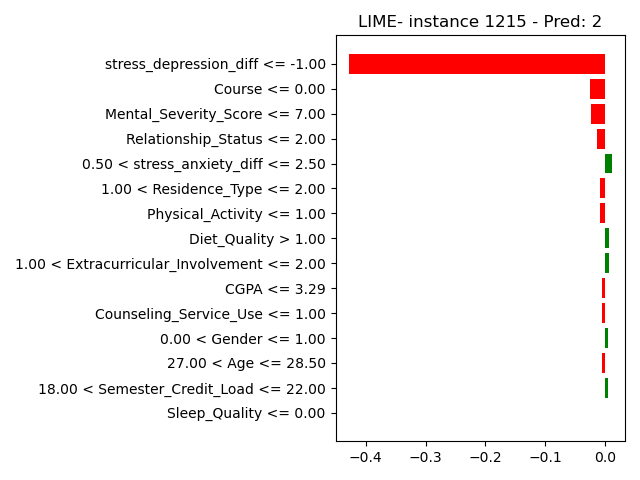 LIME- instance 1215 - Pred: 2
stress_depression_diff <= -1.00
Course <= 0.00
Mental_Severity_Score <= 7.00
Relationship_Status <= 2.00
0.50 < stress_anxiety_diff <= 2.50
1.00 < Residence_Type <= 2.00
Physical_Activity <= 1.00
Diet_Quality > 1.00
1.00 < Extracurricular_Involvement <= 2.00
CGPA <= 3.29
Counseling_Service_Use <= 1.00
0.00 < Gender <= 1.00
27.00 < Age <= 28.50
18.00 < Semester_Credit_Load <= 22.00
Sleep_Quality <= 0.00
−0.4 −0.3 −0.2 −0.1 0.0